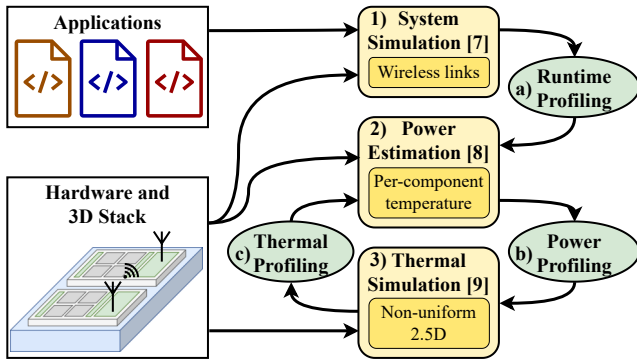 Applications
</>
</>
</>
1) System
Simulation [7]
Wireless links
a) Runtime
Profiling
2) Power
Estimation [8]
Per-component
temperature
Hardware and
3D Stack
c) Thermal
Profiling
b) Power
Profiling
3) Thermal
Simulation [9]
Non-uniform
2.5D